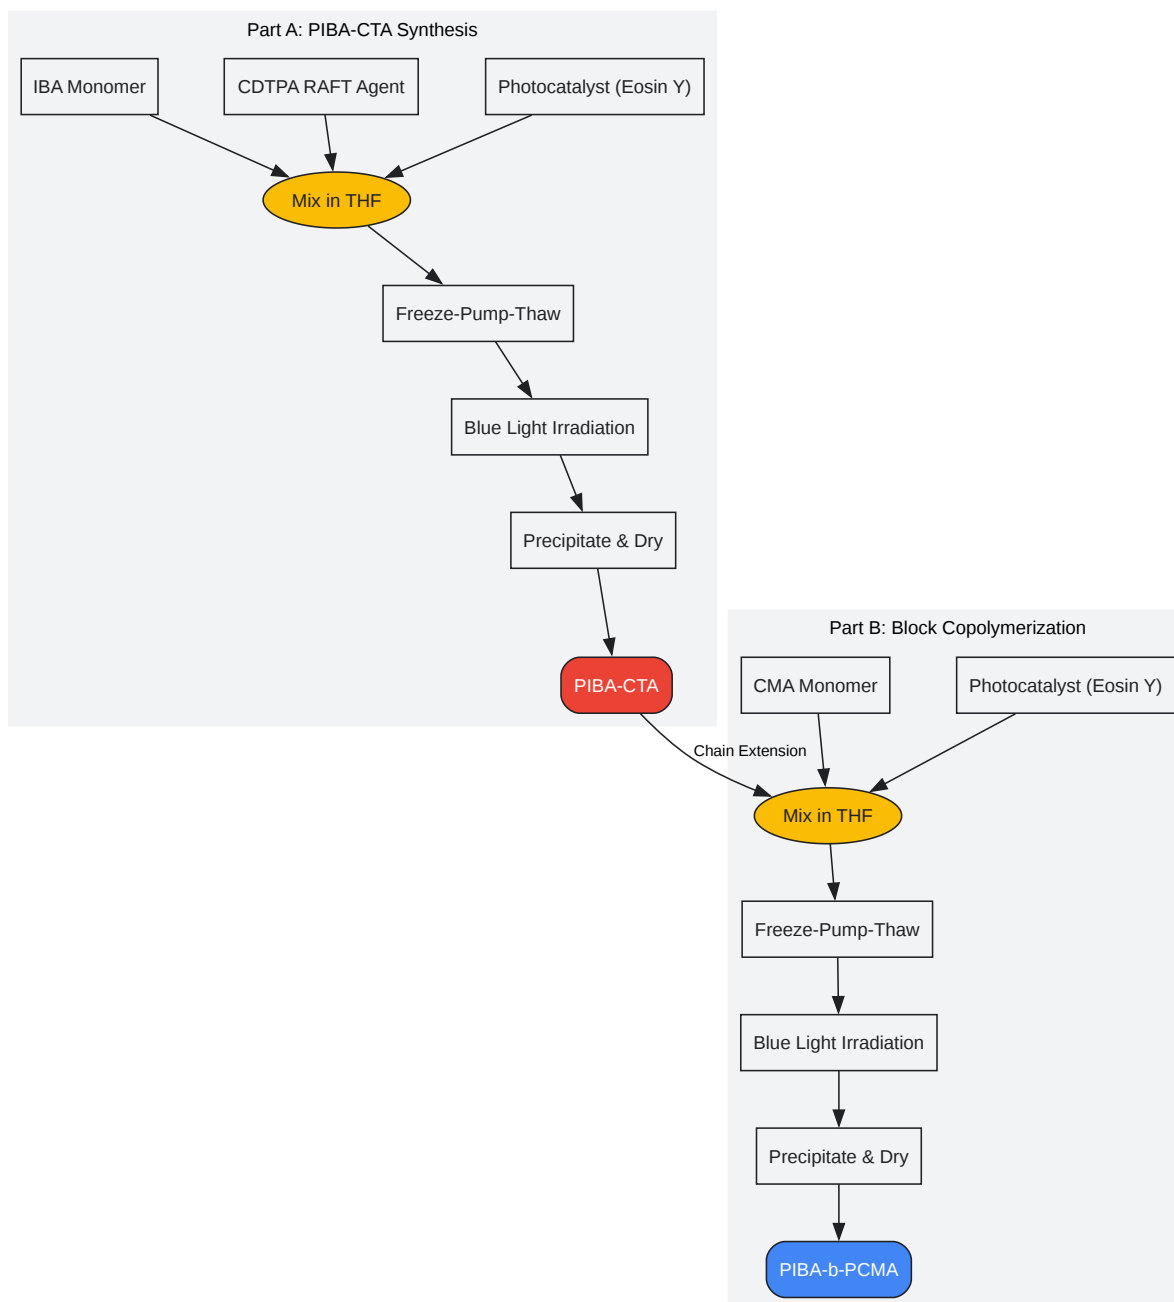 Part A: PIBA-CTA Synthesis
IBA Monomer
CDTPA RAFT Agent
Photocatalyst (Eosin Y)
Mix in THF
Freeze-Pump-Thaw
Blue Light Irradiation
Precipitate & Dry
PIBA-CTA
Chain Extension
Part B: Block Copolymerization
CMA Monomer
Photocatalyst (Eosin Y)
Mix in THF
Freeze-Pump-Thaw
Blue Light Irradiation
Precipitate & Dry
PIBA-b-PCMA